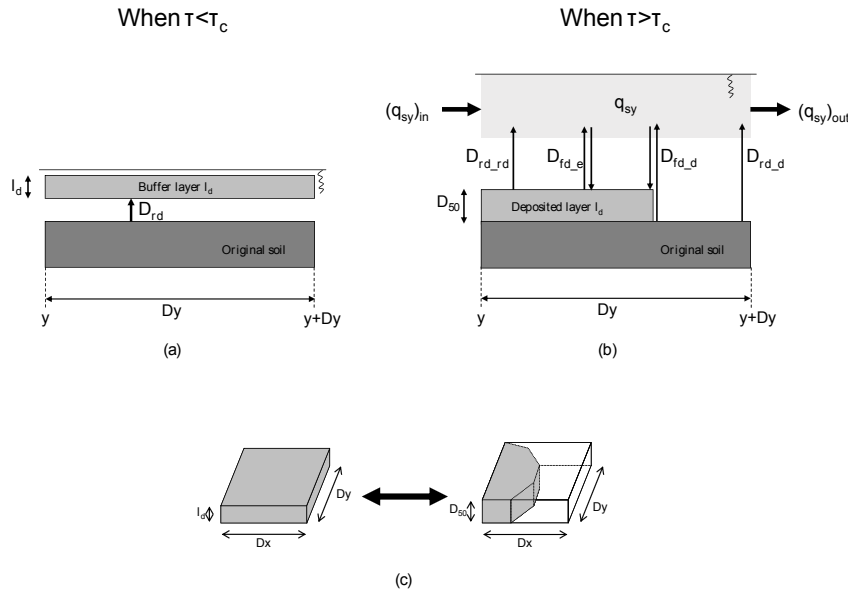 When τ<τc
When τ>τc
(qsy)in
qsy
(qsy)out
Drd_rd
Dfd_e
Dfd_d
Drd_d
ld
Buffer layer ld
Drd
D50
Deposited layer ld
Original soil
Original soil
Dy
Dy
y
y+Dy
y
y+Dy
(a)
(b)
ld
Dy
Dx
D50
Dy
Dx
(c)